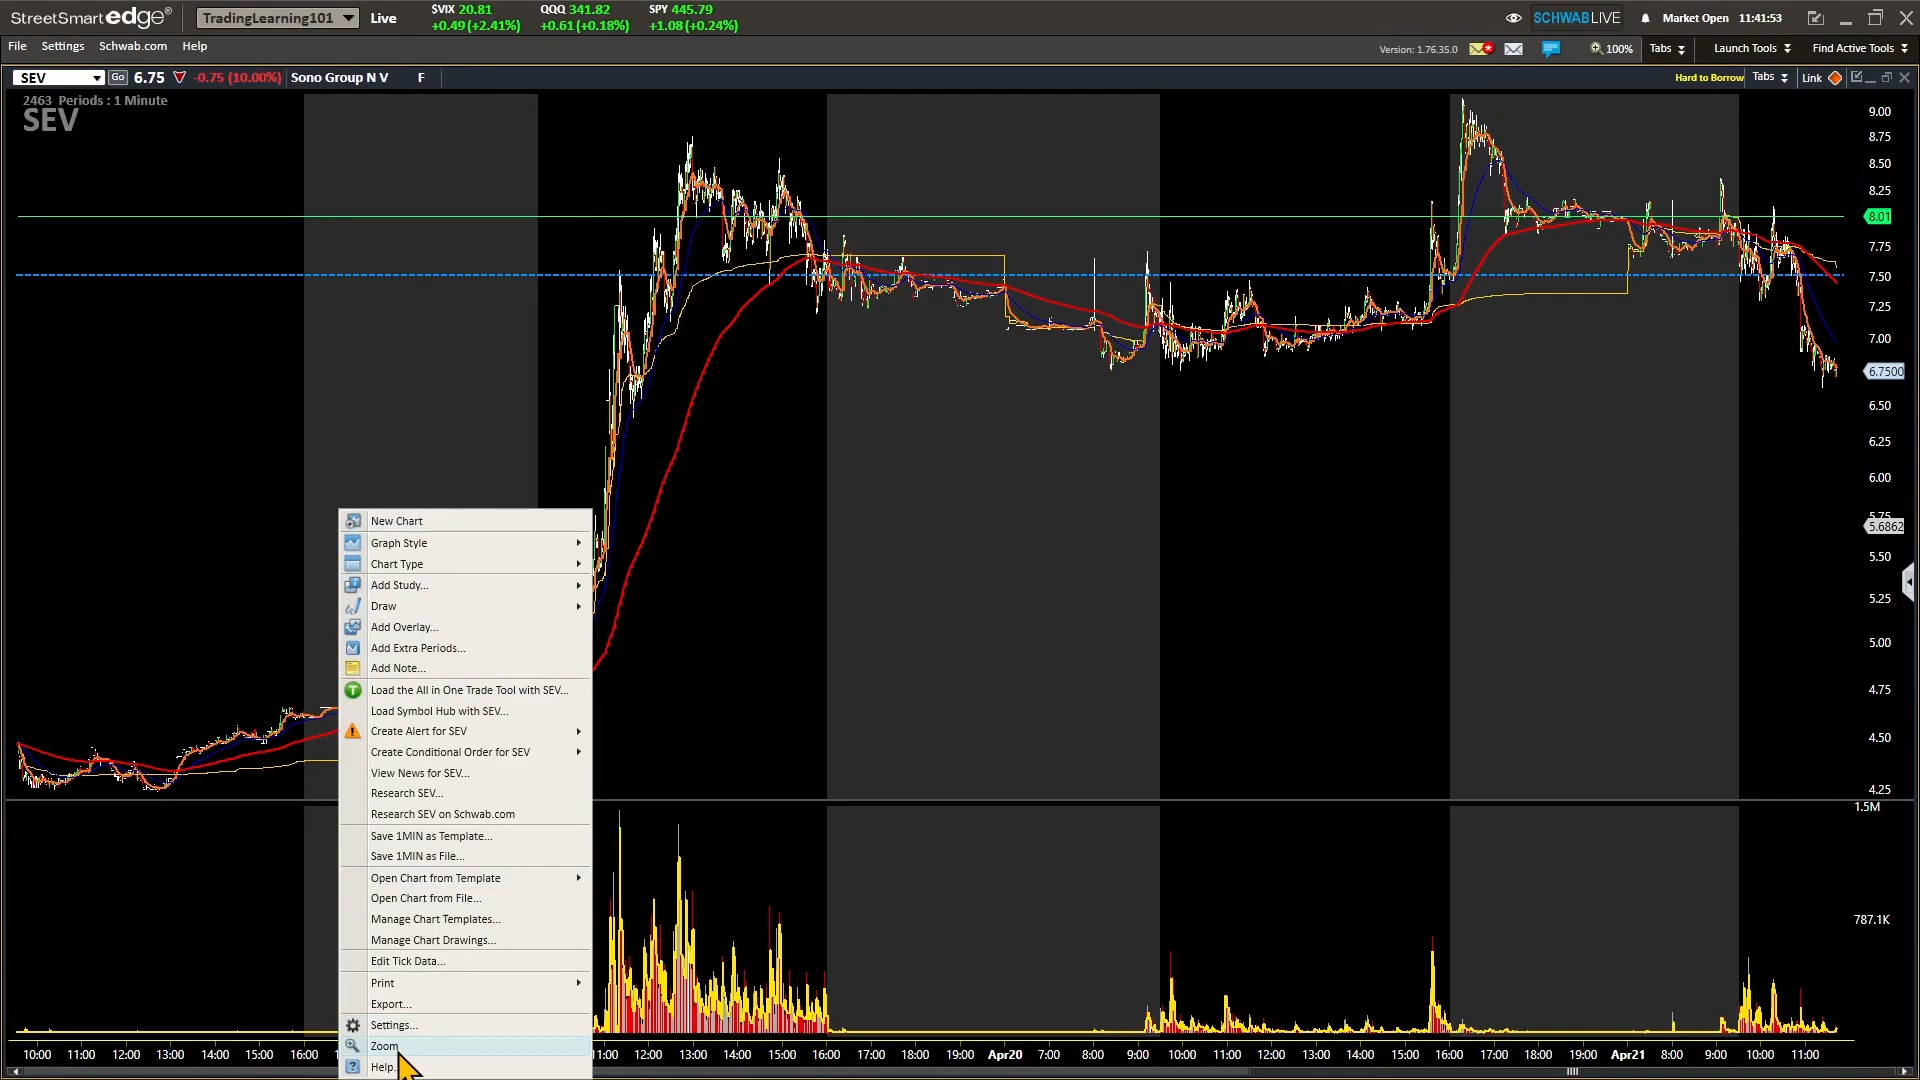 StreetSmartedge®
TradingLearning101
Live
$VIX 20.81
+0.49 (+2.41%)
QQQ 341.82
+0.61 (+0.18%)
SPY 445.79
+1.08 (+0.24%)
SCHWABLIVE
Market Open 11:41:53
File Settings Schwab.com Help
Version: 1.76.35.0
100%
Tabs
Launch Tools
Find Active Tools
SEV
Go
6.75
-0.75 (10.00%)
Sono Group N V
F
Hard to Borrow
Tabs
Link
2463 Periods : 1 Minute
SEV
9.00
8.75
8.50
8.25
8.01
7.75
7.50
7.25
7.00
6.7500
6.50
6.25
6.00
5.75
5.6862
5.50
5.25
5.00
4.75
4.50
4.25
1.5M
787.1K
New Chart
Graph Style
Chart Type
Add Study...
Draw
Add Overlay...
Add Extra Periods...
Add Note...
Load the All in One Trade Tool with SEV...
Load Symbol Hub with SEV...
Create Alert for SEV
Create Conditional Order for SEV
View News for SEV...
Research SEV...
Research SEV on Schwab.com
Save 1MIN as Template...
Save 1MIN as File...
Open Chart from Template
Open Chart from File...
Manage Chart Templates...
Manage Chart Drawings...
Edit Tick Data...
Print
Export...
Settings...
Zoom
Help
10:00 11:00 12:00 13:00 14:00 15:00 16:00 11:00 12:00 13:00 14:00 15:00 16:00 17:00 18:00 19:00 Apr20 7:00 8:00 9:00 10:00 11:00 12:00 13:00 14:00 15:00 16:00 17:00 18:00 19:00 Apr21 8:00 9:00 10:00 11:00